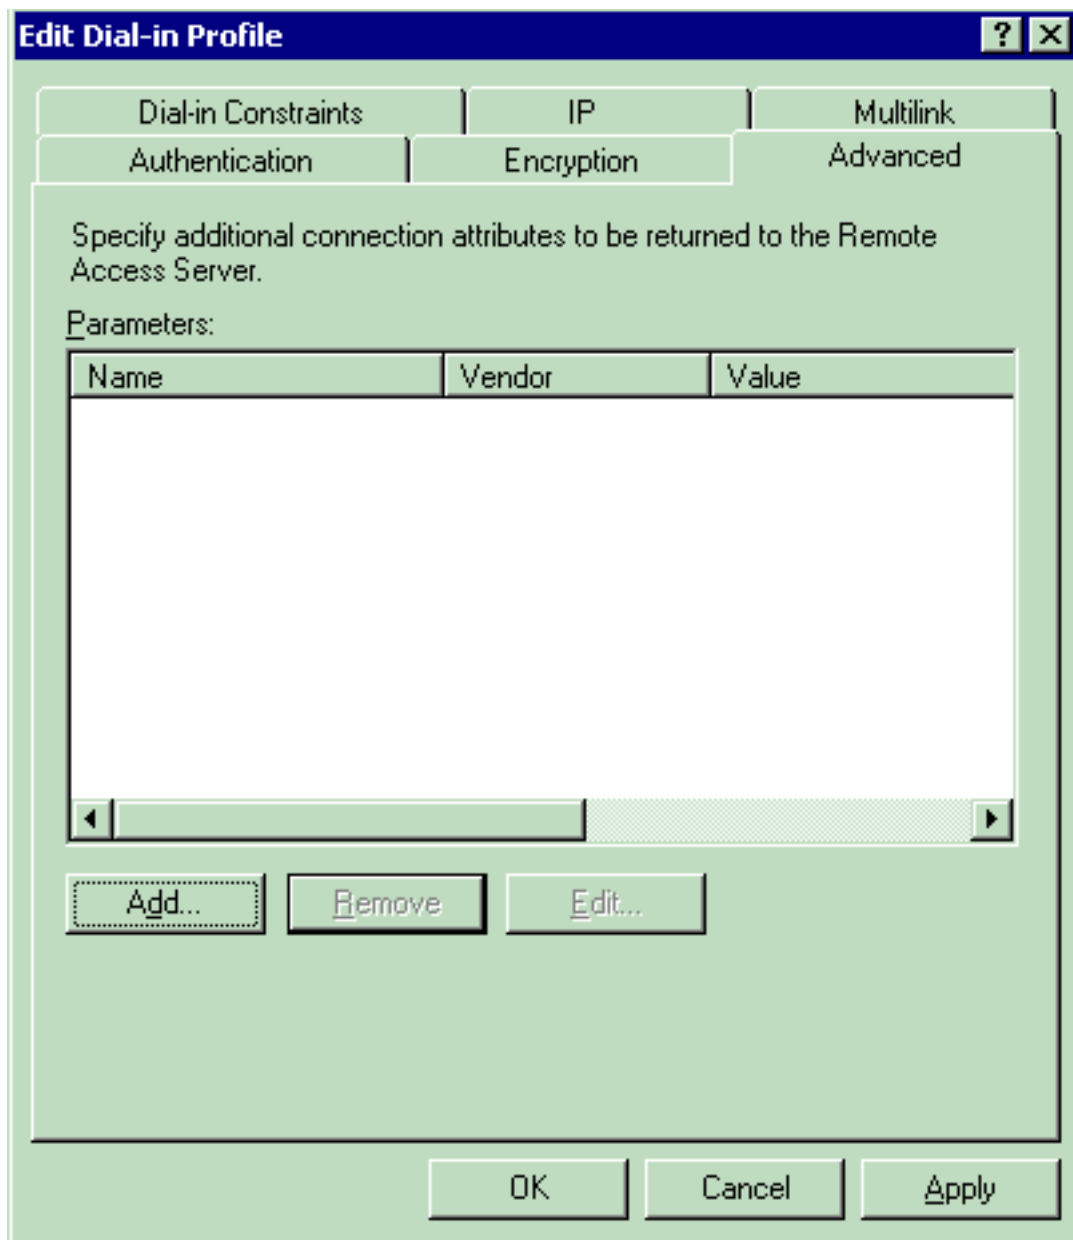 Edit Dial-in Profile
Dial-in Constraints IP Multilink
Authentication Encryption Advanced
Specify additional connection attributes to be returned to the Remote
Access Server.
Parameters:
Name Vendor Value
Add... Remove Edit...
OK Cancel Apply